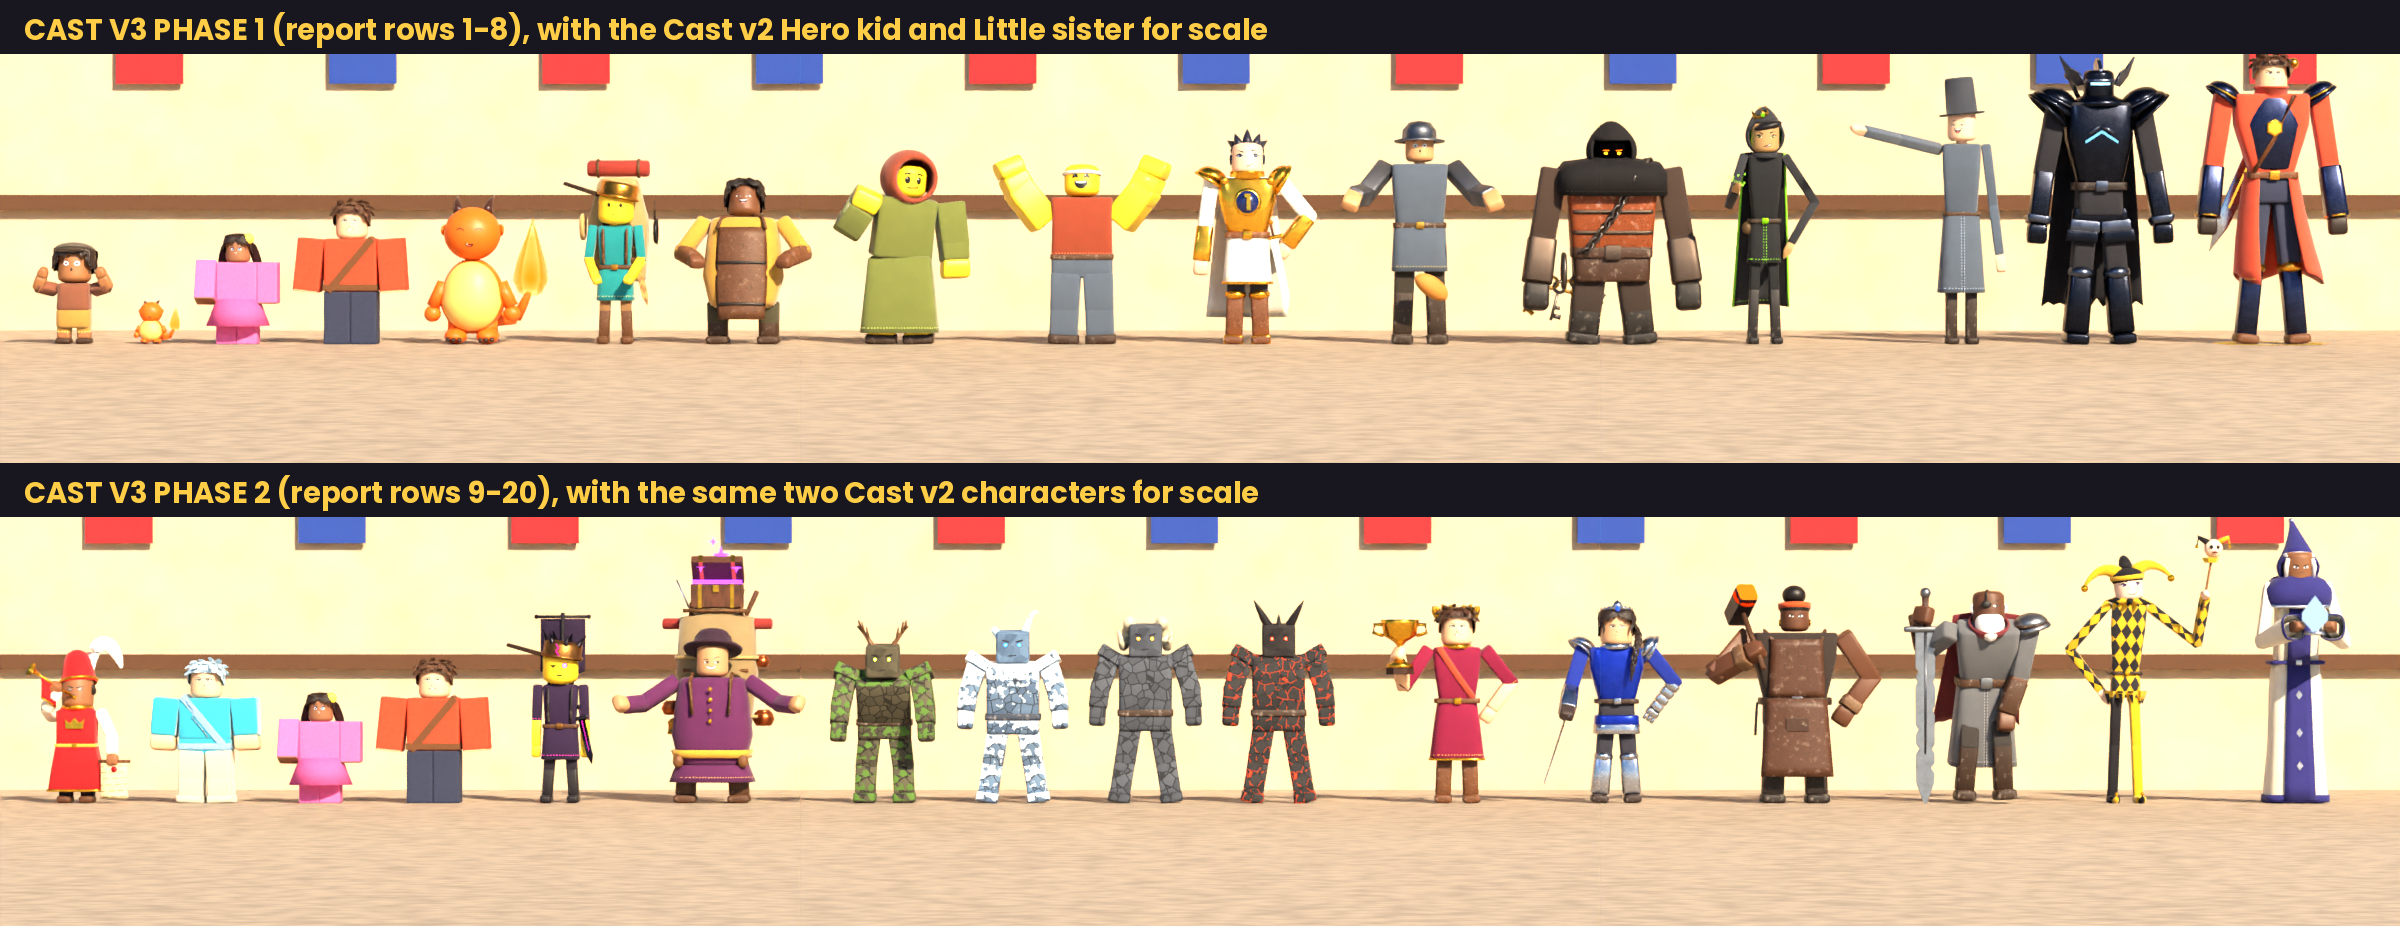 CAST V3 PHASE 1 (report rows 1-8), with the Cast v2 Hero kid and Little sister for scale
CAST V3 PHASE 2 (report rows 9-20), with the same two Cast v2 characters for scale